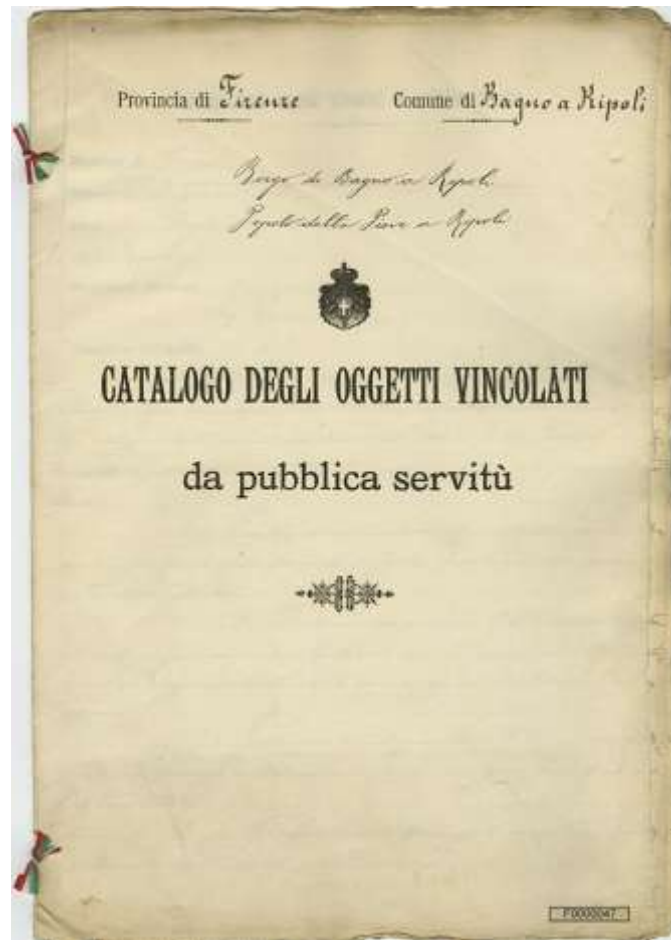 Provincia di Firenze Comune di Bagno a Ripoli
Borgo di Bagno a Ripoli
Popolo della Pieve a Ripoli
CATALOGO DEGLI OGGETTI VINCOLATI
da pubblica servitù
F0000047